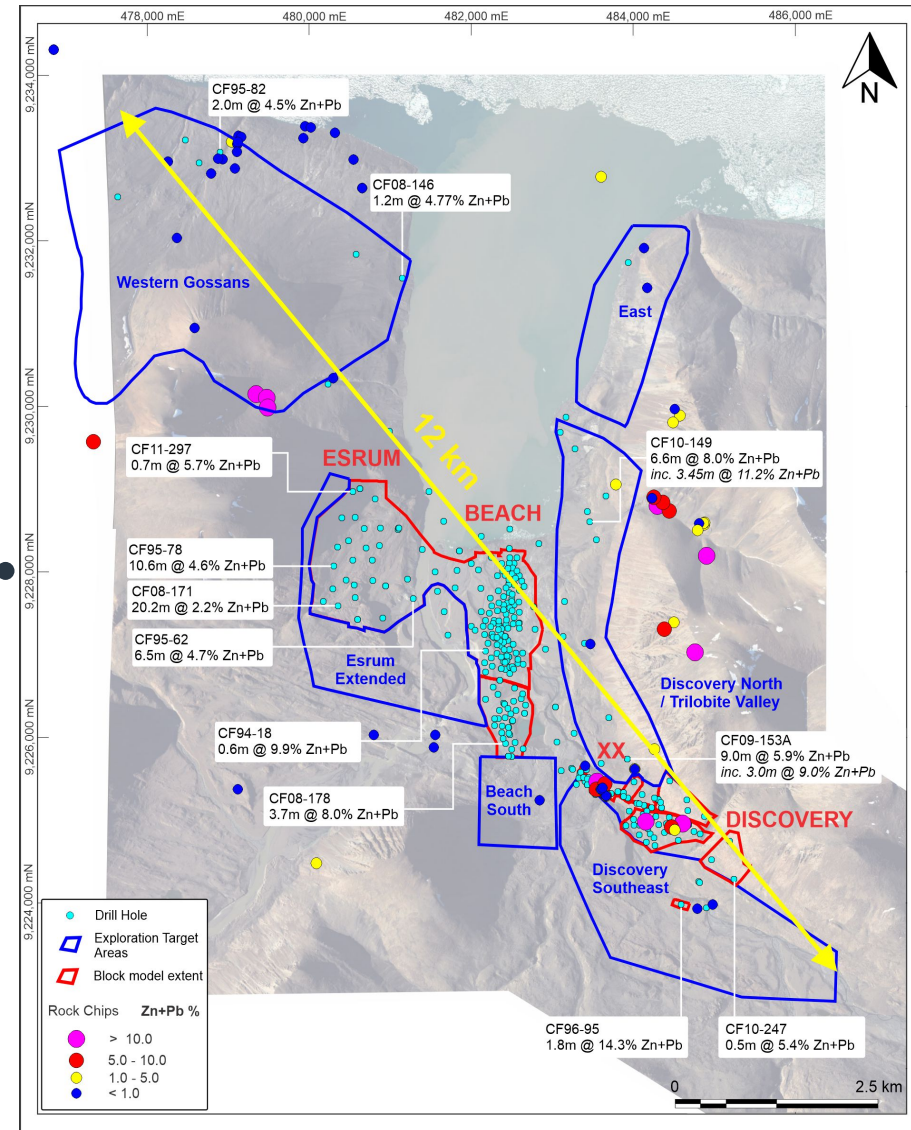 478,000 mE
480,000 mE
482,000 mE
484,000 mE
486,000 mE
9,234,000 mN
9,232,000 mN
9,230,000 mN
9,228,000 mN
9,226,000 mN
9,224,000 mN
N
CF95-82
2.0m @ 4.5% Zn+Pb
CF08-146
1.2m @ 4.77% Zn+Pb
Western Gossans
East
12 km
CF11-297
0.7m @ 5.7% Zn+Pb
ESRUM
CF10-149
6.6m @ 8.0% Zn+Pb
inc. 3.45m @ 11.2% Zn+Pb
BEACH
CF95-78
10.6m @ 4.6% Zn+Pb
CF08-171
20.2m @ 2.2% Zn+Pb
CF95-62
6.5m @ 4.7% Zn+Pb
Esrum
Extended
Discovery North
/ Trilobite Valley
CF94-18
0.6m @ 9.9% Zn+Pb
CF09-153A
9.0m @ 5.9% Zn+Pb
inc. 3.0m @ 9.0% Zn+Pb
XX
CF08-178
3.7m @ 8.0% Zn+Pb
Beach
South
DISCOVERY
Discovery
Southeast
CF96-95
1.8m @ 14.3% Zn+Pb
CF10-247
0.5m @ 5.4% Zn+Pb
Drill Hole
Exploration Target
Areas
Block model extent
Rock Chips Zn+Pb %
> 10.0
5.0 - 10.0
1.0 - 5.0
< 1.0
0 2.5 km